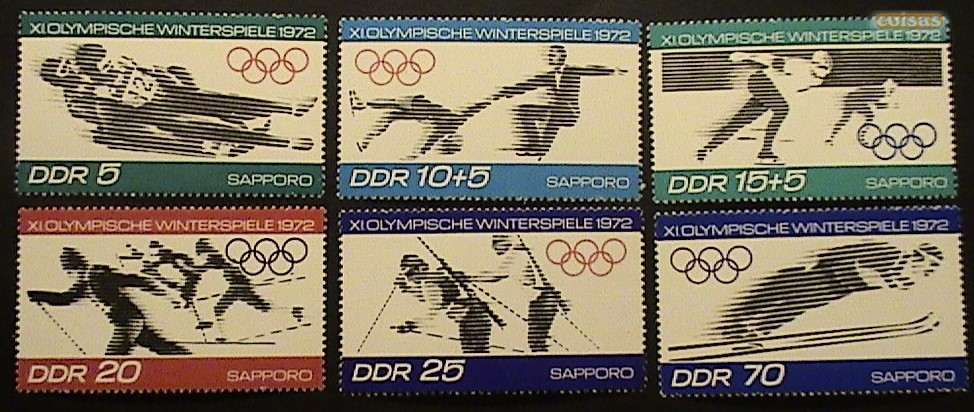 coisas
XI.OLYMPISCHE WINTERSPIELE 1972
DDR 5 SAPPORO
XI.OLYMPISCHE WINTERSPIELE 1972
DDR 10+5 SAPPORO
XI.OLYMPISCHE WINTERSPIELE 1972
DDR 15+5 SAPPORO
XI.OLYMPISCHE WINTERSPIELE 1972
DDR 20 SAPPORO
XI.OLYMPISCHE WINTERSPIELE 1972
DDR 25 SAPPORO
XI.OLYMPISCHE WINTERSPIELE 1972
DDR 70 SAPPORO